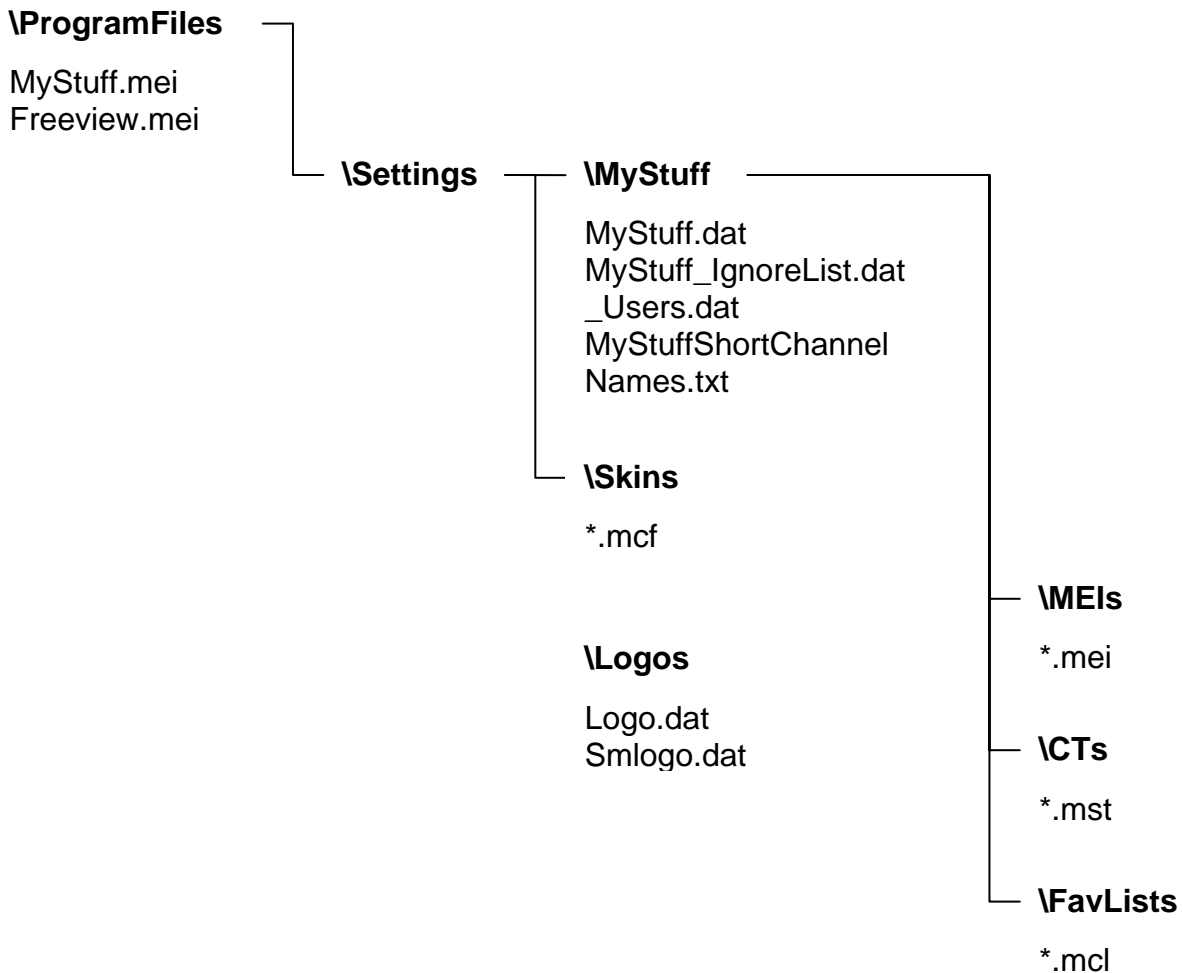 \ProgramFiles
MyStuff.mei
Freeview.mei
\Settings
\MyStuff
MyStuff.dat
MyStuff_IgnoreList.dat
_Users.dat
MyStuffShortChannel
Names.txt
\Skins
*.mcf
\Logos
Logo.dat
Smlogo.dat
\MEIs
*.mei
\CTs
*.mst
\FavLists
*.mcl